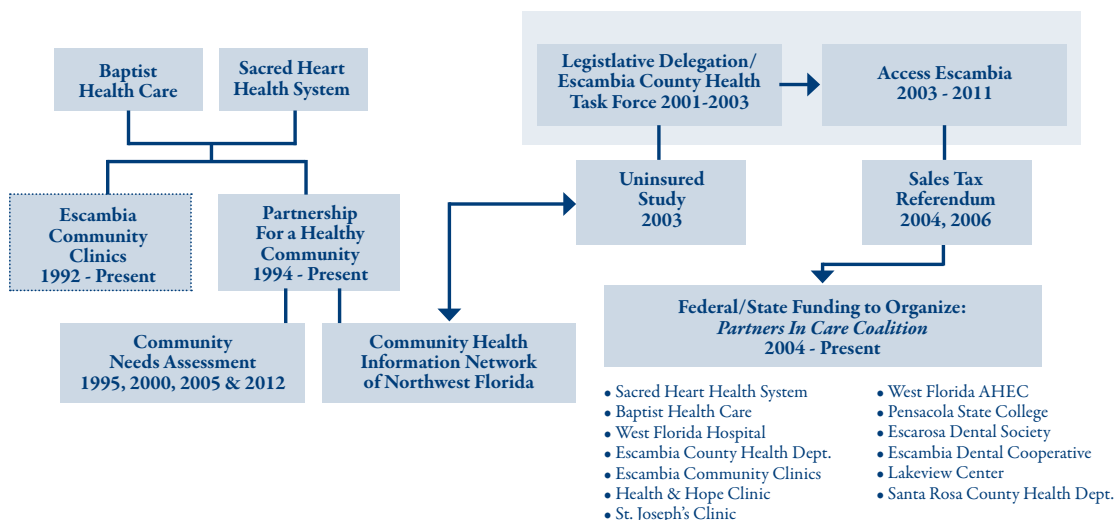 Baptist
Health Care
Sacred Heart
Health System
Legistlative Delegation/
Escambia County Health
Task Force 2001-2003
Access Escambia
2003 - 2011
Escambia
Community
Clinics
1992 - Present
Partnership
For a Healthy
Community
1994 - Present
Uninsured
Study
2003
Sales Tax
Referendum
2004, 2006
Community
Needs Assessment
1995, 2000, 2005 & 2012
Community Health
Information Network
of Northwest Florida
Federal/State Funding to Organize:
Partners In Care Coalition
2004 - Present
• Sacred Heart Health System
• Baptist Health Care
• West Florida Hospital
• Escambia County Health Dept.
• Escambia Community Clinics
• Health & Hope Clinic
• St. Joseph's Clinic
• West Florida AHEC
• Pensacola State College
• Escarosa Dental Society
• Escambia Dental Cooperative
• Lakeview Center
• Santa Rosa County Health Dept.